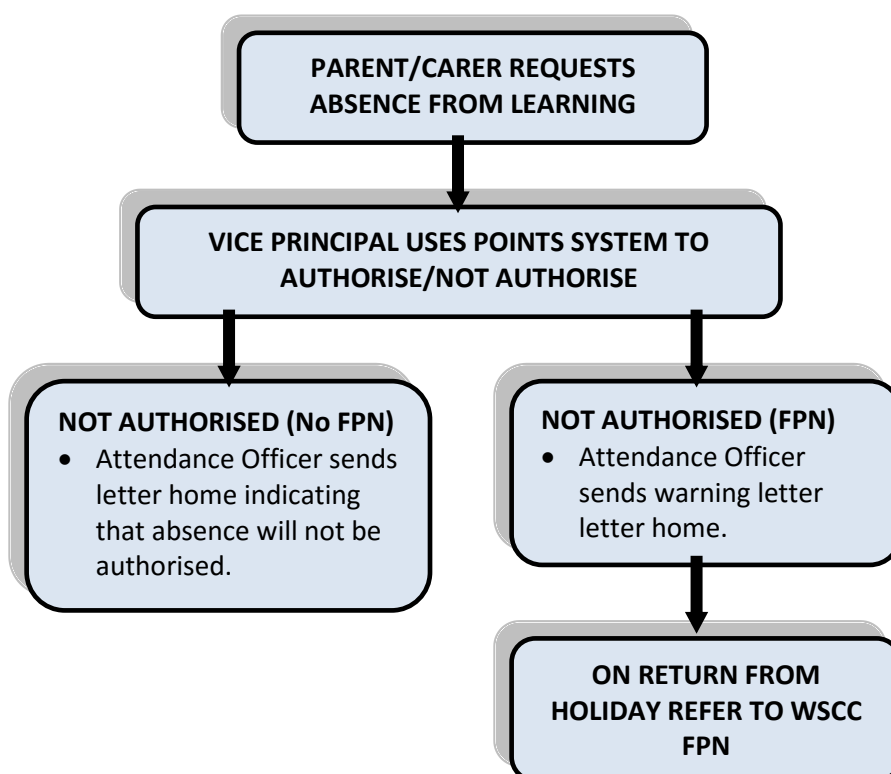 PARENT/CARER REQUESTS
ABSENCE FROM LEARNING
VICE PRINCIPAL USES POINTS SYSTEM TO
AUTHORISE/NOT AUTHORISE
NOT AUTHORISED (No FPN)
• Attendance Officer sends
letter home indicating
that absence will not be
authorised.
NOT AUTHORISED (FPN)
• Attendance Officer
sends warning letter
letter home.
ON RETURN FROM
HOLIDAY REFER TO WSCC
FPN